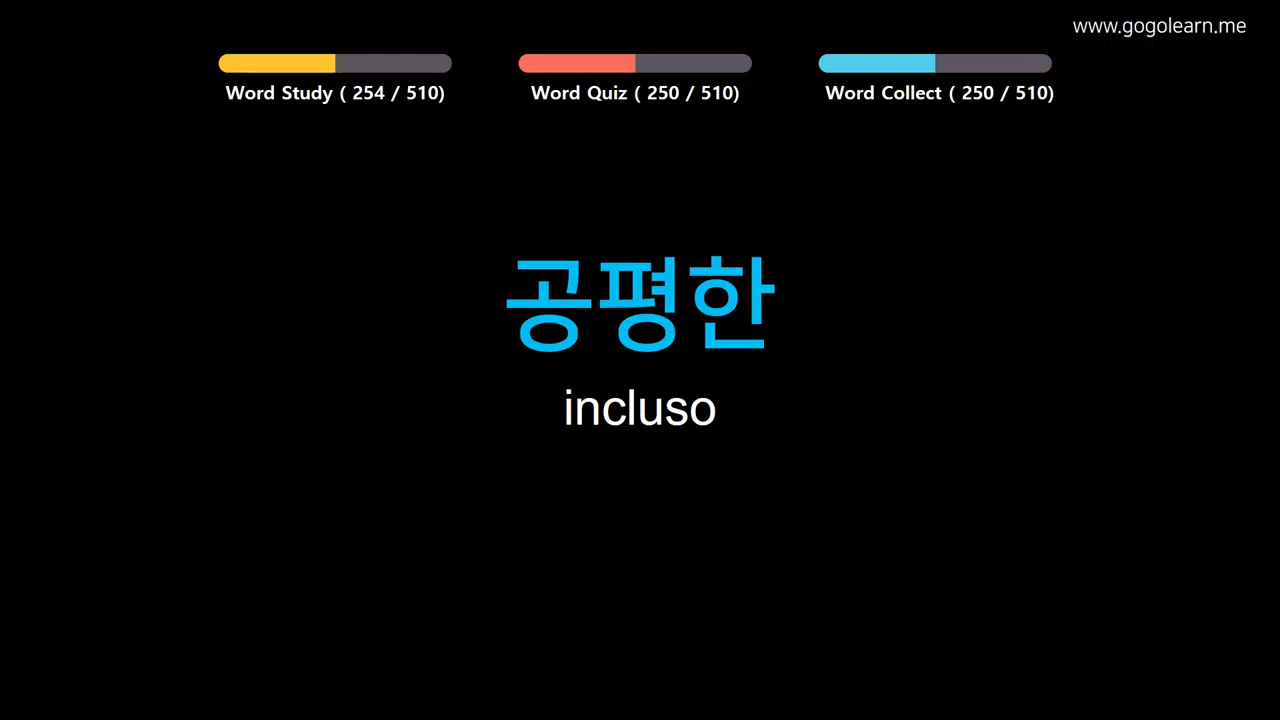 www.gogolearn.me
Word Study ( 254 / 510)
Word Quiz ( 250 / 510)
Word Collect ( 250 / 510)
공평한
incluso